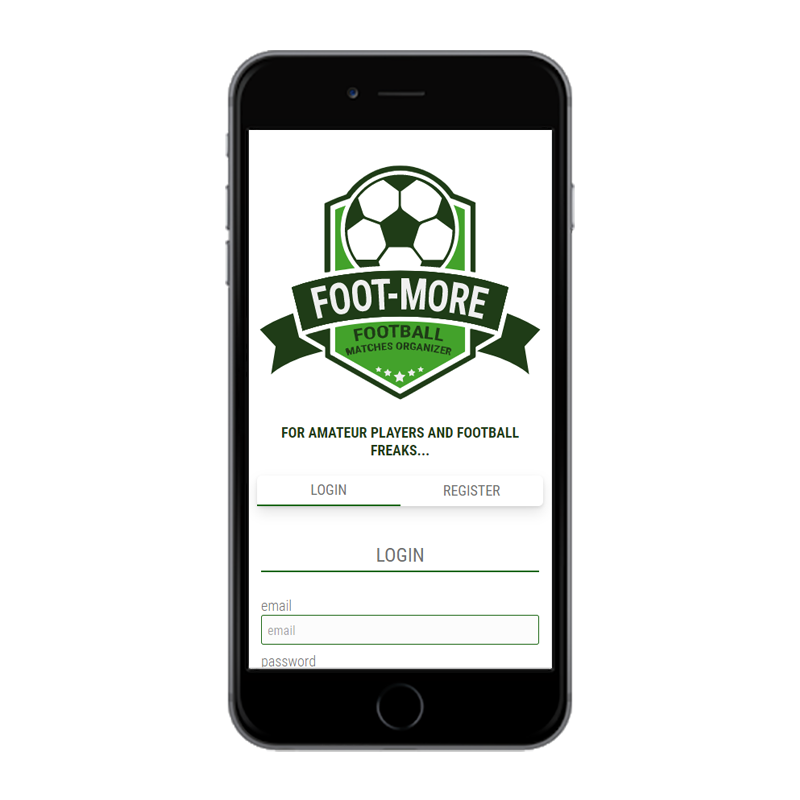 FOOT-MORE
FOOTBALL
MATCHES ORGANIZER
FOR AMATEUR PLAYERS AND FOOTBALL
FREAKS...
LOGIN
REGISTER
LOGIN
email
email
password